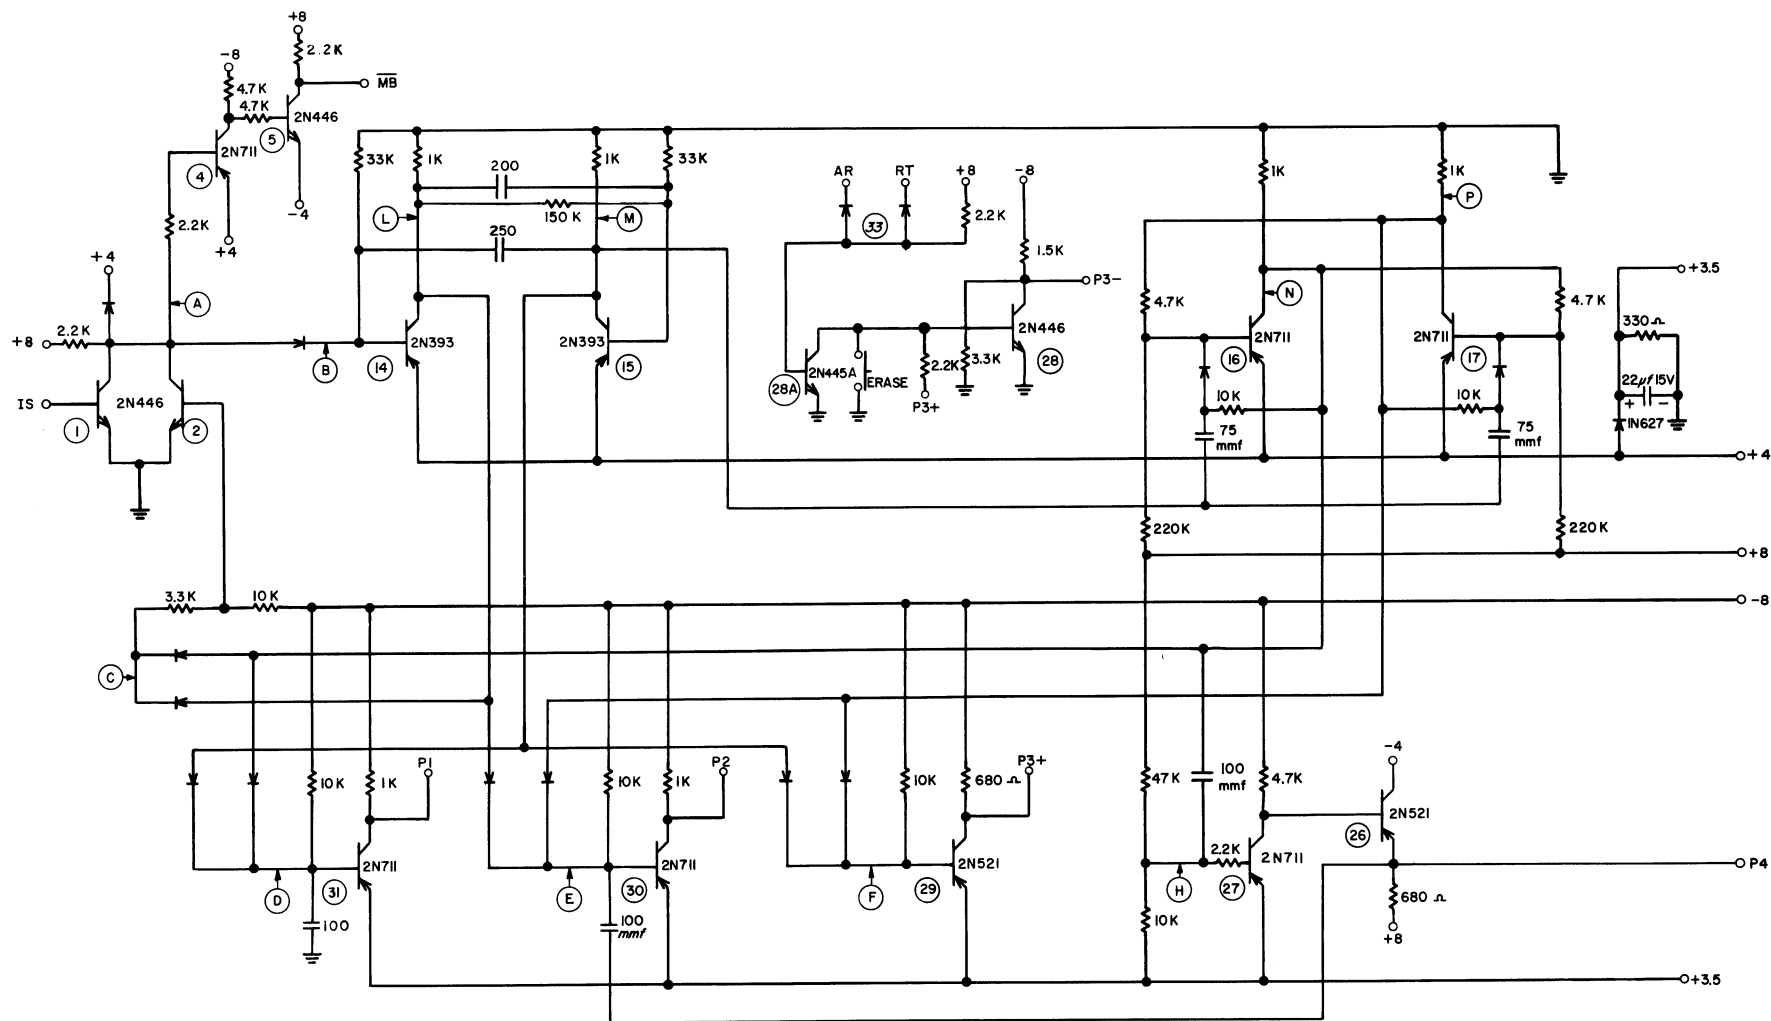 +8
2.2K
-8
MB
4.7K
4.7K
2N446
5
2N711
4
-4
+4
2.2K
33K
1K
200
1K
33K
150 K
L
M
250
AR
RT
+8
-8
33
2.2K
1.5K
P3-
1K
1K
P
+4
A
+8
2.2K
B
2N393
14
2N393
15
2N445A
28A
ERASE
2.2K
P3+
3.3K
2N446
28
4.7K
N
2N711
16
2N711
17
4.7K
+3.5
330 Ω
22μf 15V
+ -
1N627
10K
75
mmf
10K
75
mmf
+4
IS
2N446
1
2
220K
220K
+8
3.3K
10K
-8
C
P1
P2
P3+
-4
10K
1K
10K
1K
10K
680 Ω
47K
100
mmf
4.7K
2N521
26
2N711
31
D
2N711
30
E
2N521
29
F
H
2.2K
2N711
27
P4
100
100
mmf
10K
680 Ω
+8
+3.5